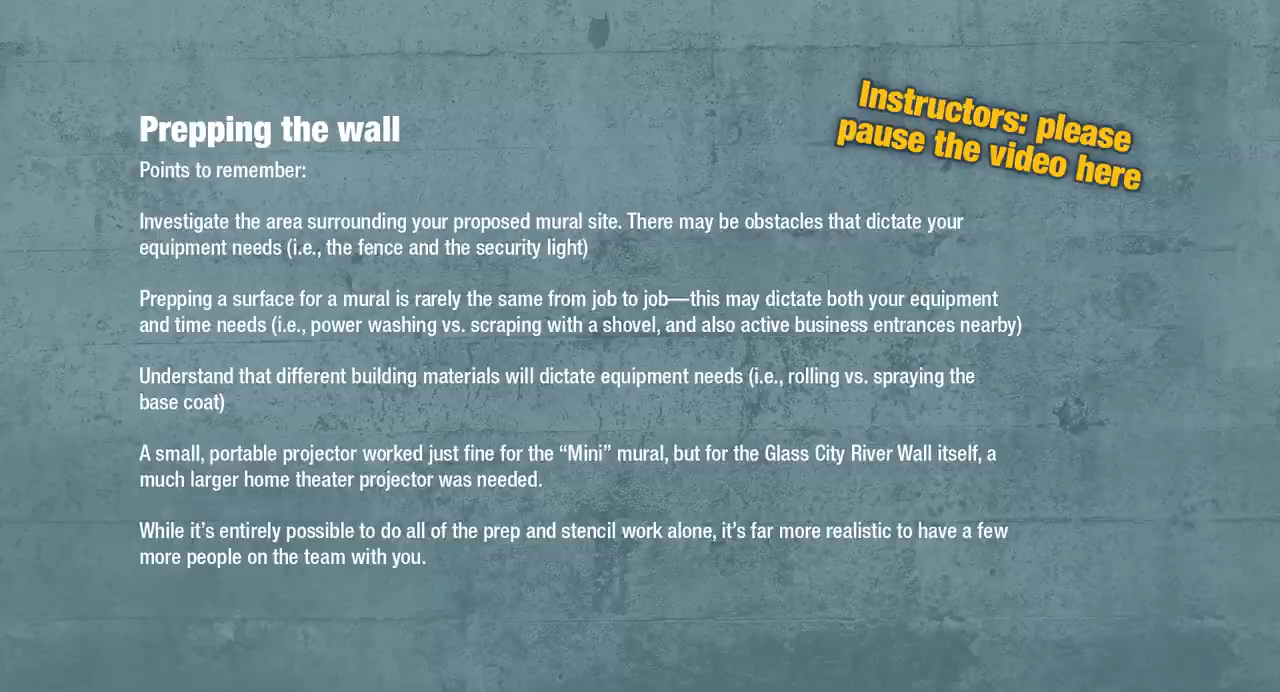 Instructors: please
pause the video here
Prepping the wall
Points to remember:
Investigate the area surrounding your proposed mural site. There may be obstacles that dictate your
equipment needs (i.e., the fence and the security light)
Prepping a surface for a mural is rarely the same from job to job—this may dictate both your equipment
and time needs (i.e., power washing vs. scraping with a shovel, and also active business entrances nearby)
Understand that different building materials will dictate equipment needs (i.e., rolling vs. spraying the
base coat)
A small, portable projector worked just fine for the “Mini” mural, but for the Glass City River Wall itself, a
much larger home theater projector was needed.
While it’s entirely possible to do all of the prep and stencil work alone, it’s far more realistic to have a few
more people on the team with you.